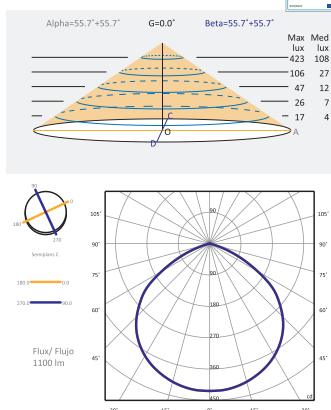 Alpha=55.7°+55.7° G=0.0° Beta=55.7°+55.7°
Max Med
lux lux
423 108
106 27
47 12
26 7
17 4
C
O
A
D
90
0
180
270
Semiplans C.
180.0 0.0
270.0 90.0
Flux/ Flujo
1100 lm
105° 105°
90° 90°
75° 75°
60° 60°
45° 45°
90
90
180
270
360
450
cd